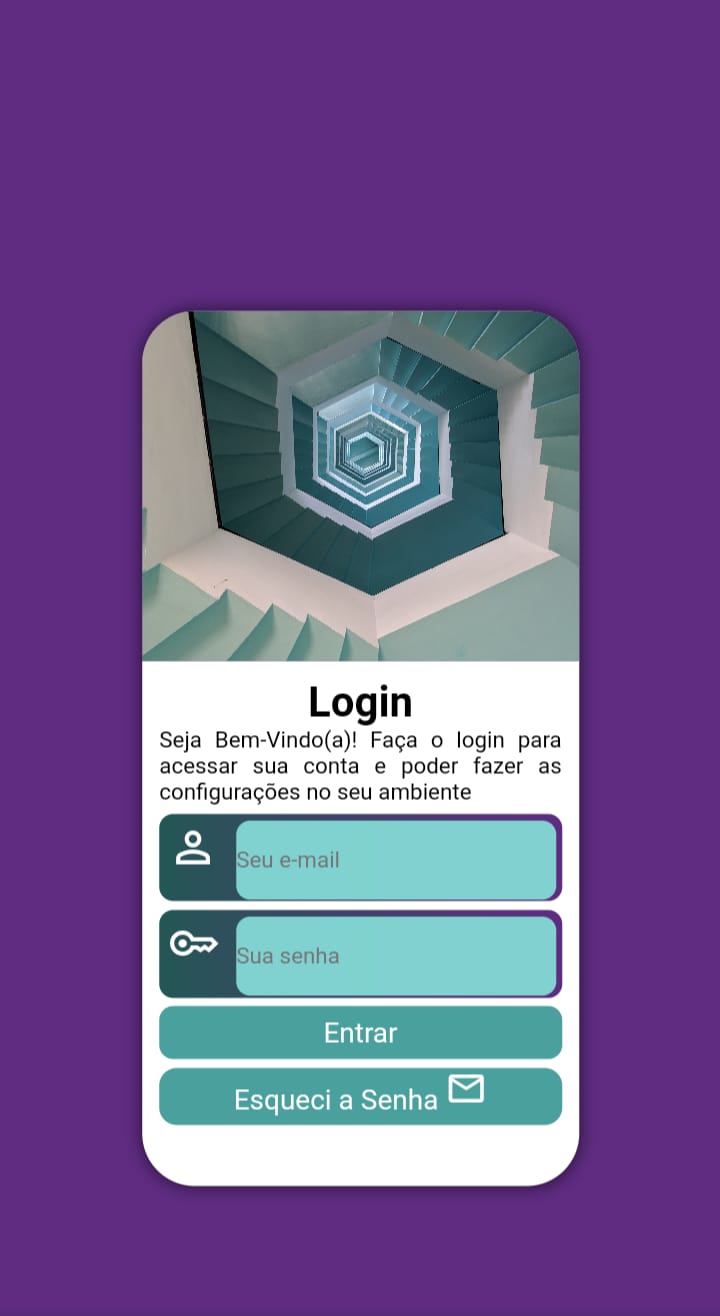 Login
Seja Bem-Vindo(a)! Faça o login para
acessar sua conta e poder fazer as
configurações no seu ambiente
Seu e-mail
Sua senha
Entrar
Esqueci a Senha